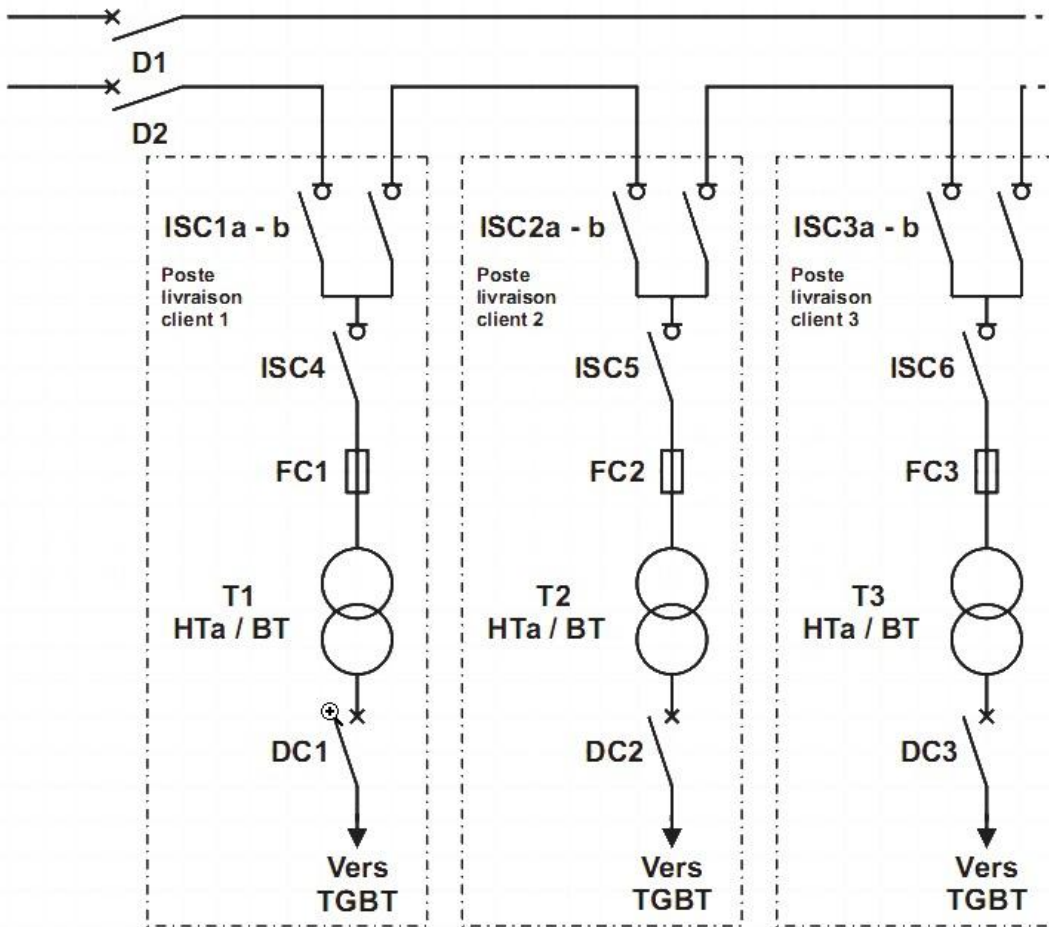 D1
D2
ISC1a - b
Poste
livraison
client 1
ISC4
FC1
T1
HTa / BT
DC1
Vers
TGBT
ISC2a - b
Poste
livraison
client 2
ISC5
FC2
T2
HTa / BT
DC2
Vers
TGBT
ISC3a - b
Poste
livraison
client 3
ISC6
FC3
T3
HTa / BT
DC3
Vers
TGBT